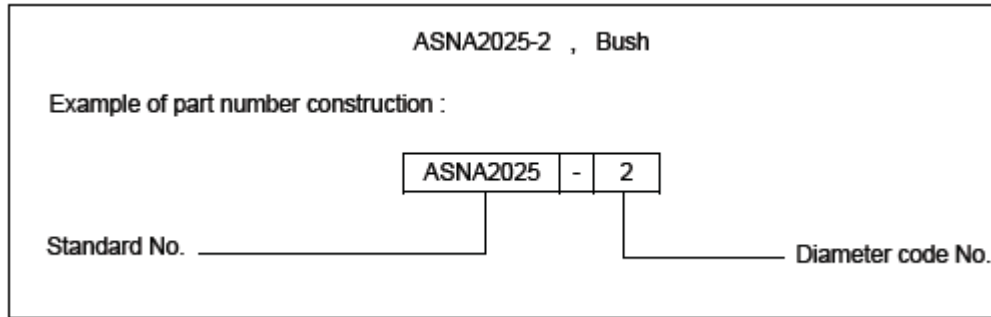 ASNA2025-2 , Bush
Example of part number construction :
ASNA2025 - 2
Standard No.
Diameter code No.